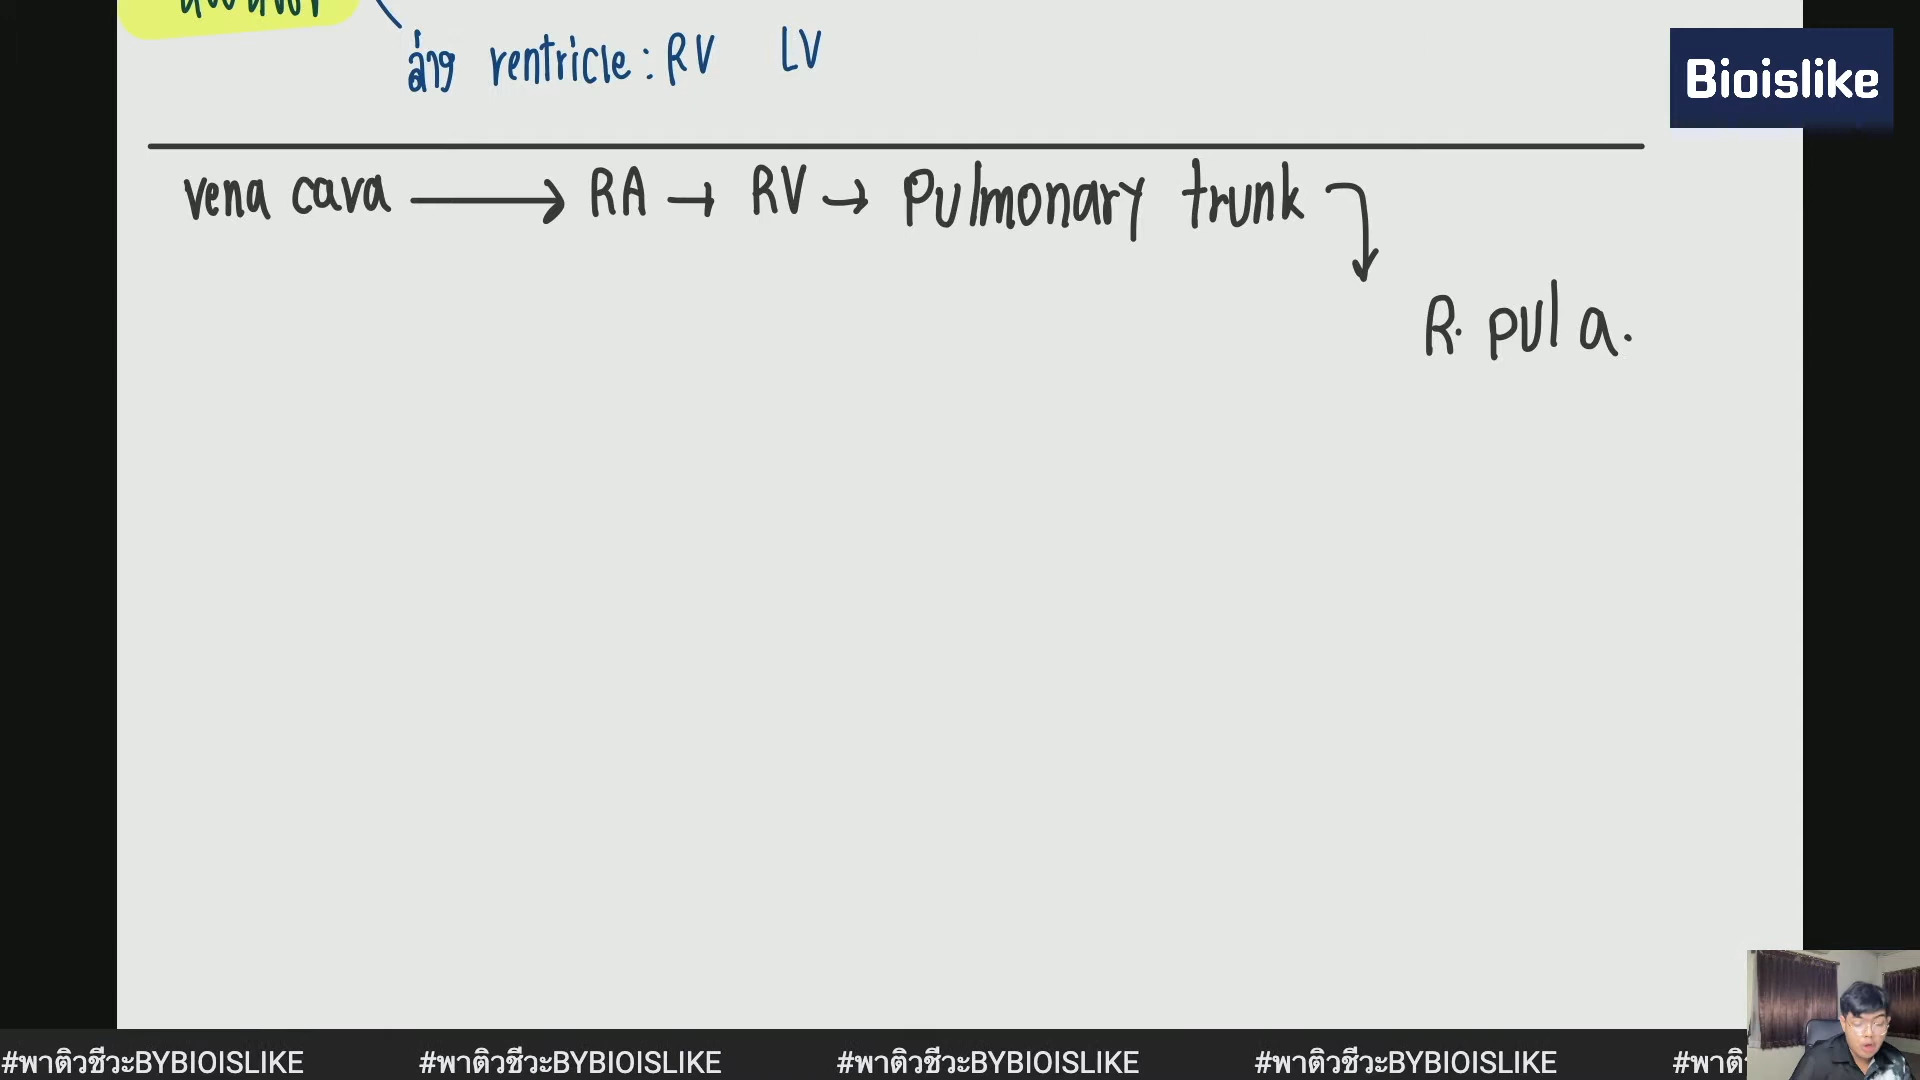 ล่าง ventricle : RV LV
Bioislike
vena cava → RA → RV → Pulmonary trunk
R. pul a.
#พาติวชีวะBYBIOISLIKE #พาติวชีวะBYBIOISLIKE #พาติวชีวะBYBIOISLIKE #พาติวชีวะBYBIOISLIKE #พาติ